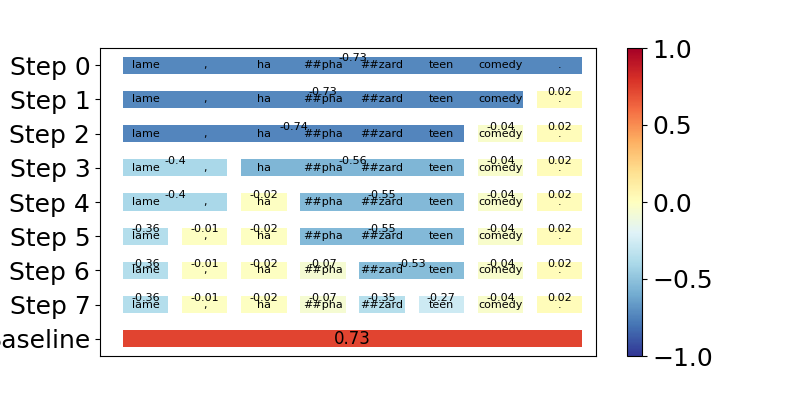 Step 0 lame , ha ##pha -0.73 ##zard teen comedy .
Step 1 lame , ha -0.73 ##pha ##zard teen comedy 0.02 .
Step 2 lame , -0.74 ha ##pha ##zard teen -0.04 comedy 0.02 .
Step 3 -0.4 lame , -0.56 ha ##pha ##zard teen -0.04 comedy 0.02 .
Step 4 -0.4 lame , -0.02 ha -0.55 ##pha ##zard teen -0.04 comedy 0.02 .
Step 5 -0.36 lame -0.01 , -0.02 ha -0.55 ##pha ##zard teen -0.04 comedy 0.02 .
Step 6 -0.36 lame -0.01 , -0.02 ha -0.07 ##pha -0.53 ##zard teen -0.04 comedy 0.02 .
Step 7 -0.36 lame -0.01 , -0.02 ha -0.07 ##pha -0.35 ##zard -0.27 teen -0.04 comedy 0.02 .
aseline 0.73
1.0
0.5
0.0
−0.5
−1.0